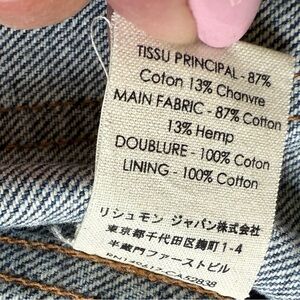 TISSU PRINCIPAL - 87%
Coton 13% Chanvre
MAIN FABRIC - 87% Cotton
13% Hemp
DOUBLURE - 100% Coton
LINING - 100% Cotton
リシュモン ジャパン株式会社
東京都千代田区麹町1-4
半蔵門ファーストビル